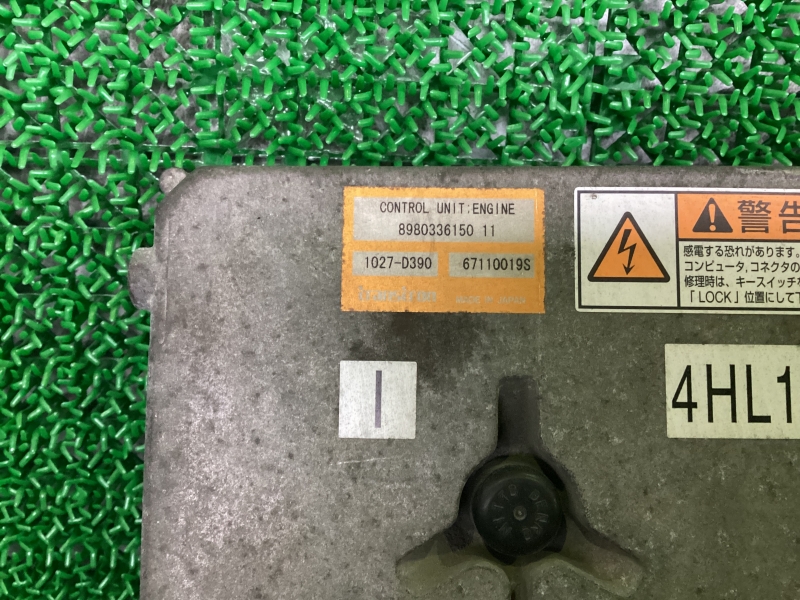 CONTROL UNIT:ENGINE
8980336150 11
1027-D390 67110019S
MADE IN JAPAN
警告
感電する恐れがあります。
コンピュータ,コネクタの
修理時は、キースイッチを
「LOCK」位置にして下
I
4HL1